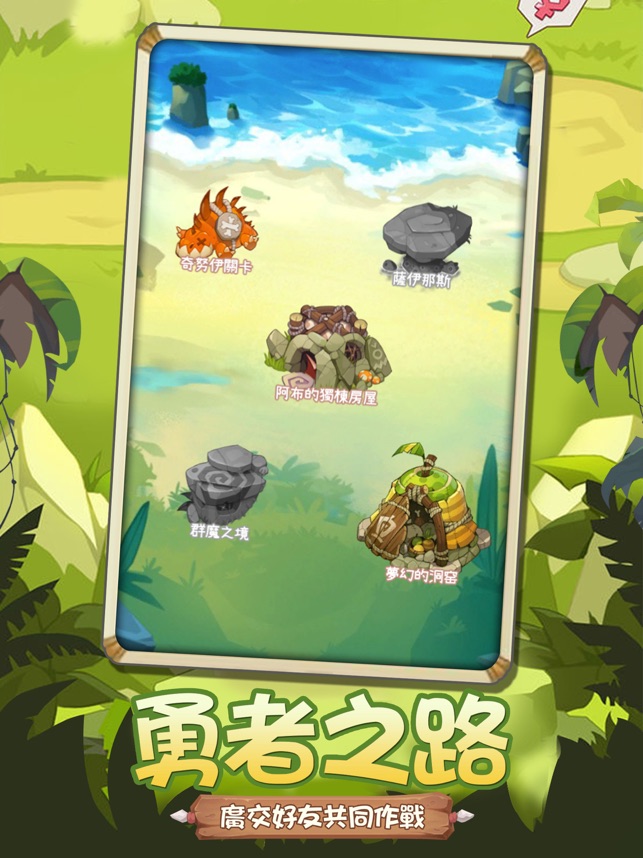 奇努伊關卡
薩伊那斯
阿布的獨棟房屋
群魔之境
夢幻的洞窟
勇者之路
廣交好友共同作戰